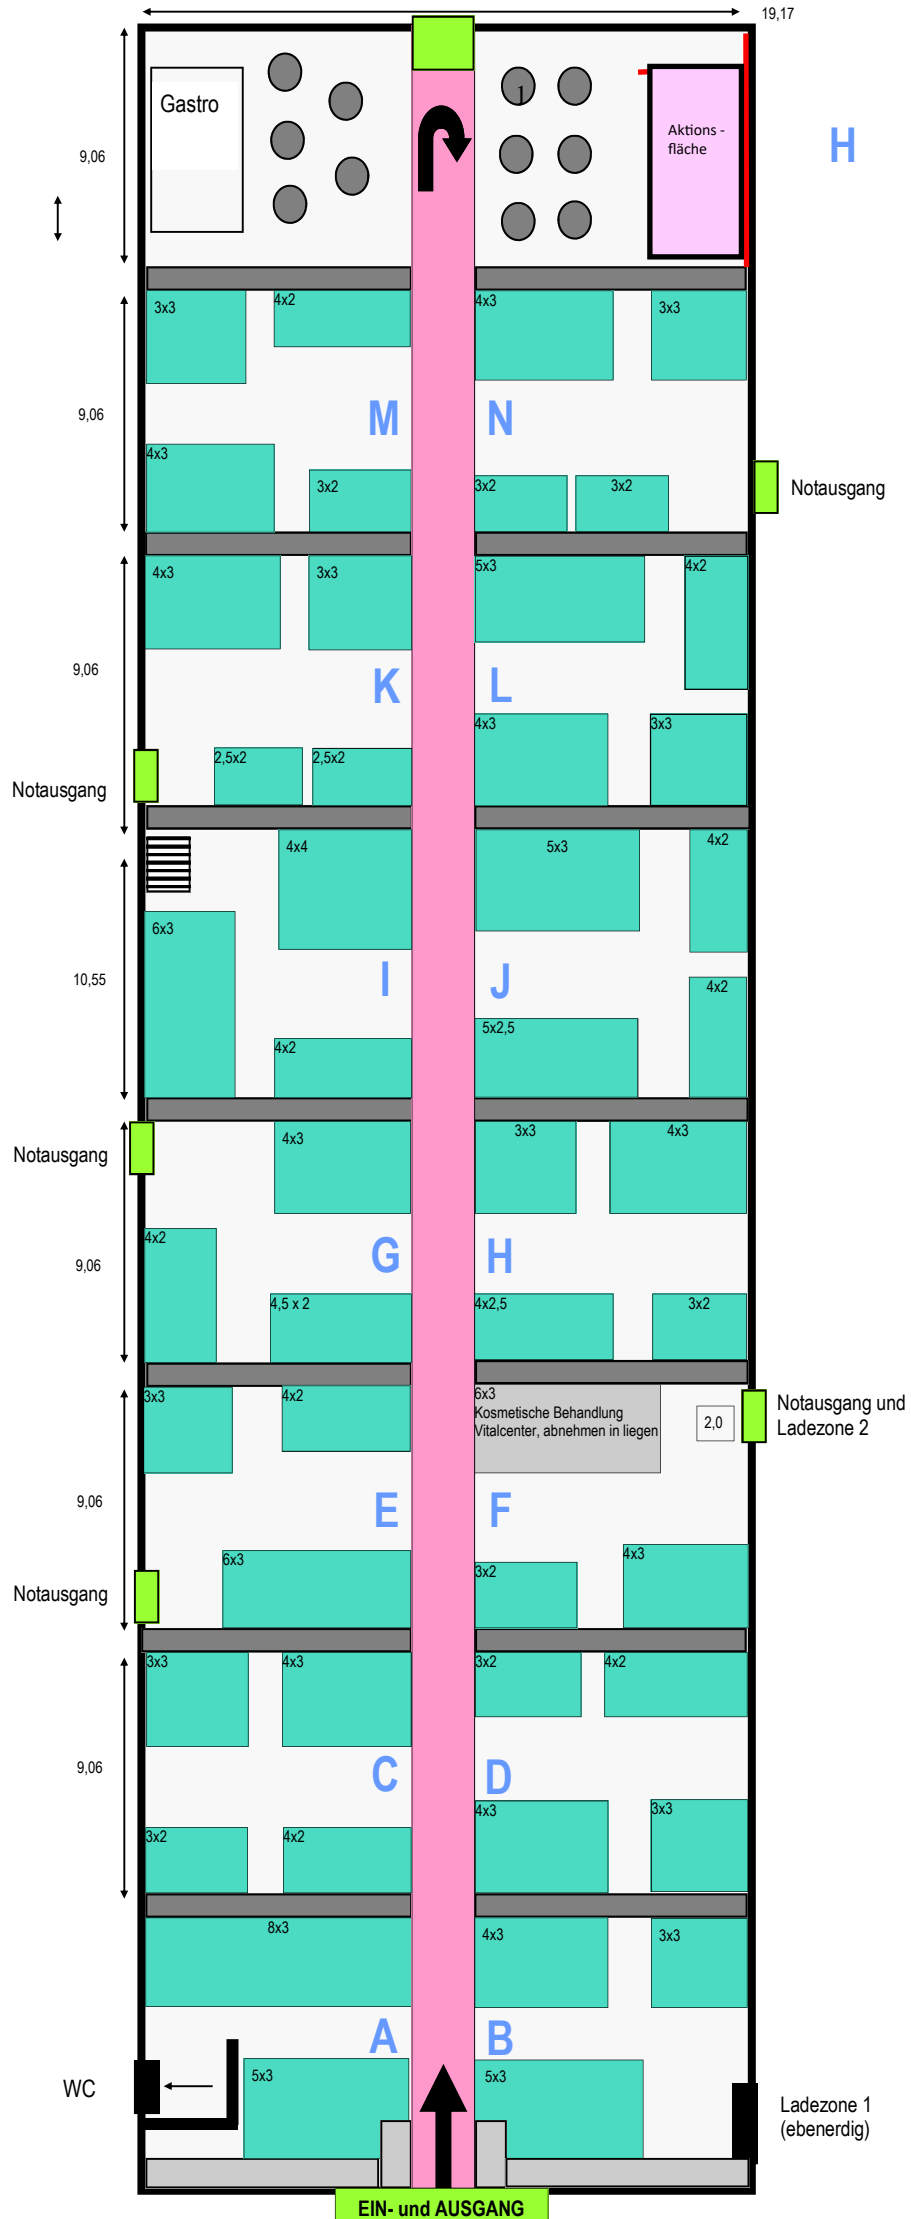 19,17
Gastro
1
Aktions -
fläche
H
9,06
3x3
4x2
4x3
3x3
9,06
M
N
4x3
3x2
3x2
3x2
Notausgang
4x3
3x3
5x3
4x2
9,06
K
L
4x3
3x3
2,5x2
2,5x2
Notausgang
4x4
5x3
4x2
6x3
10,55
I
J
4x2
5x2,5
4x2
Notausgang
4x3
3x3
4x3
4x2
9,06
G
H
4,5 x 2
4x2,5
3x2
3x3
4x2
6x3
Kosmetische Behandlung
Vitalcenter, abnehmen in liegen
2,0
Notausgang und
Ladezone 2
9,06
E
F
6x3
3x2
4x3
Notausgang
3x3
4x3
3x2
4x2
9,06
C
D
4x3
3x3
3x2
4x2
8x3
4x3
3x3
A
B
WC
5x3
5x3
Ladezone 1
(ebenerdig)
EIN- und AUSGANG